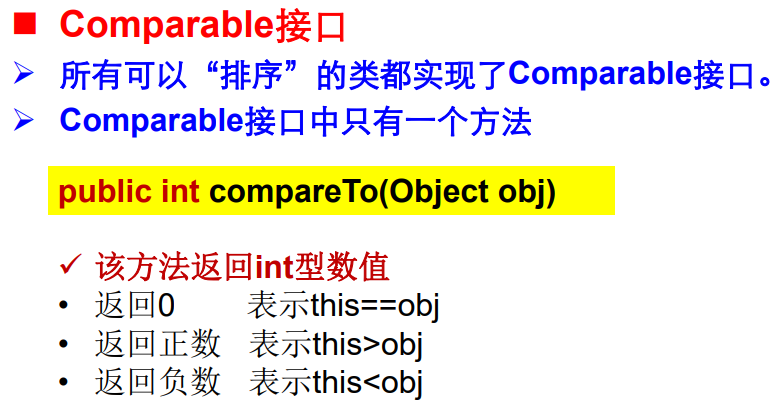 ■ Comparable接口
➢ 所有可以“排序”的类都实现了Comparable接口。
➢ Comparable接口中只有一个方法
public int compareTo(Object obj)
✓ 该方法返回int型数值
• 返回0 表示this==obj
• 返回正数 表示this>obj
• 返回负数 表示this<obj